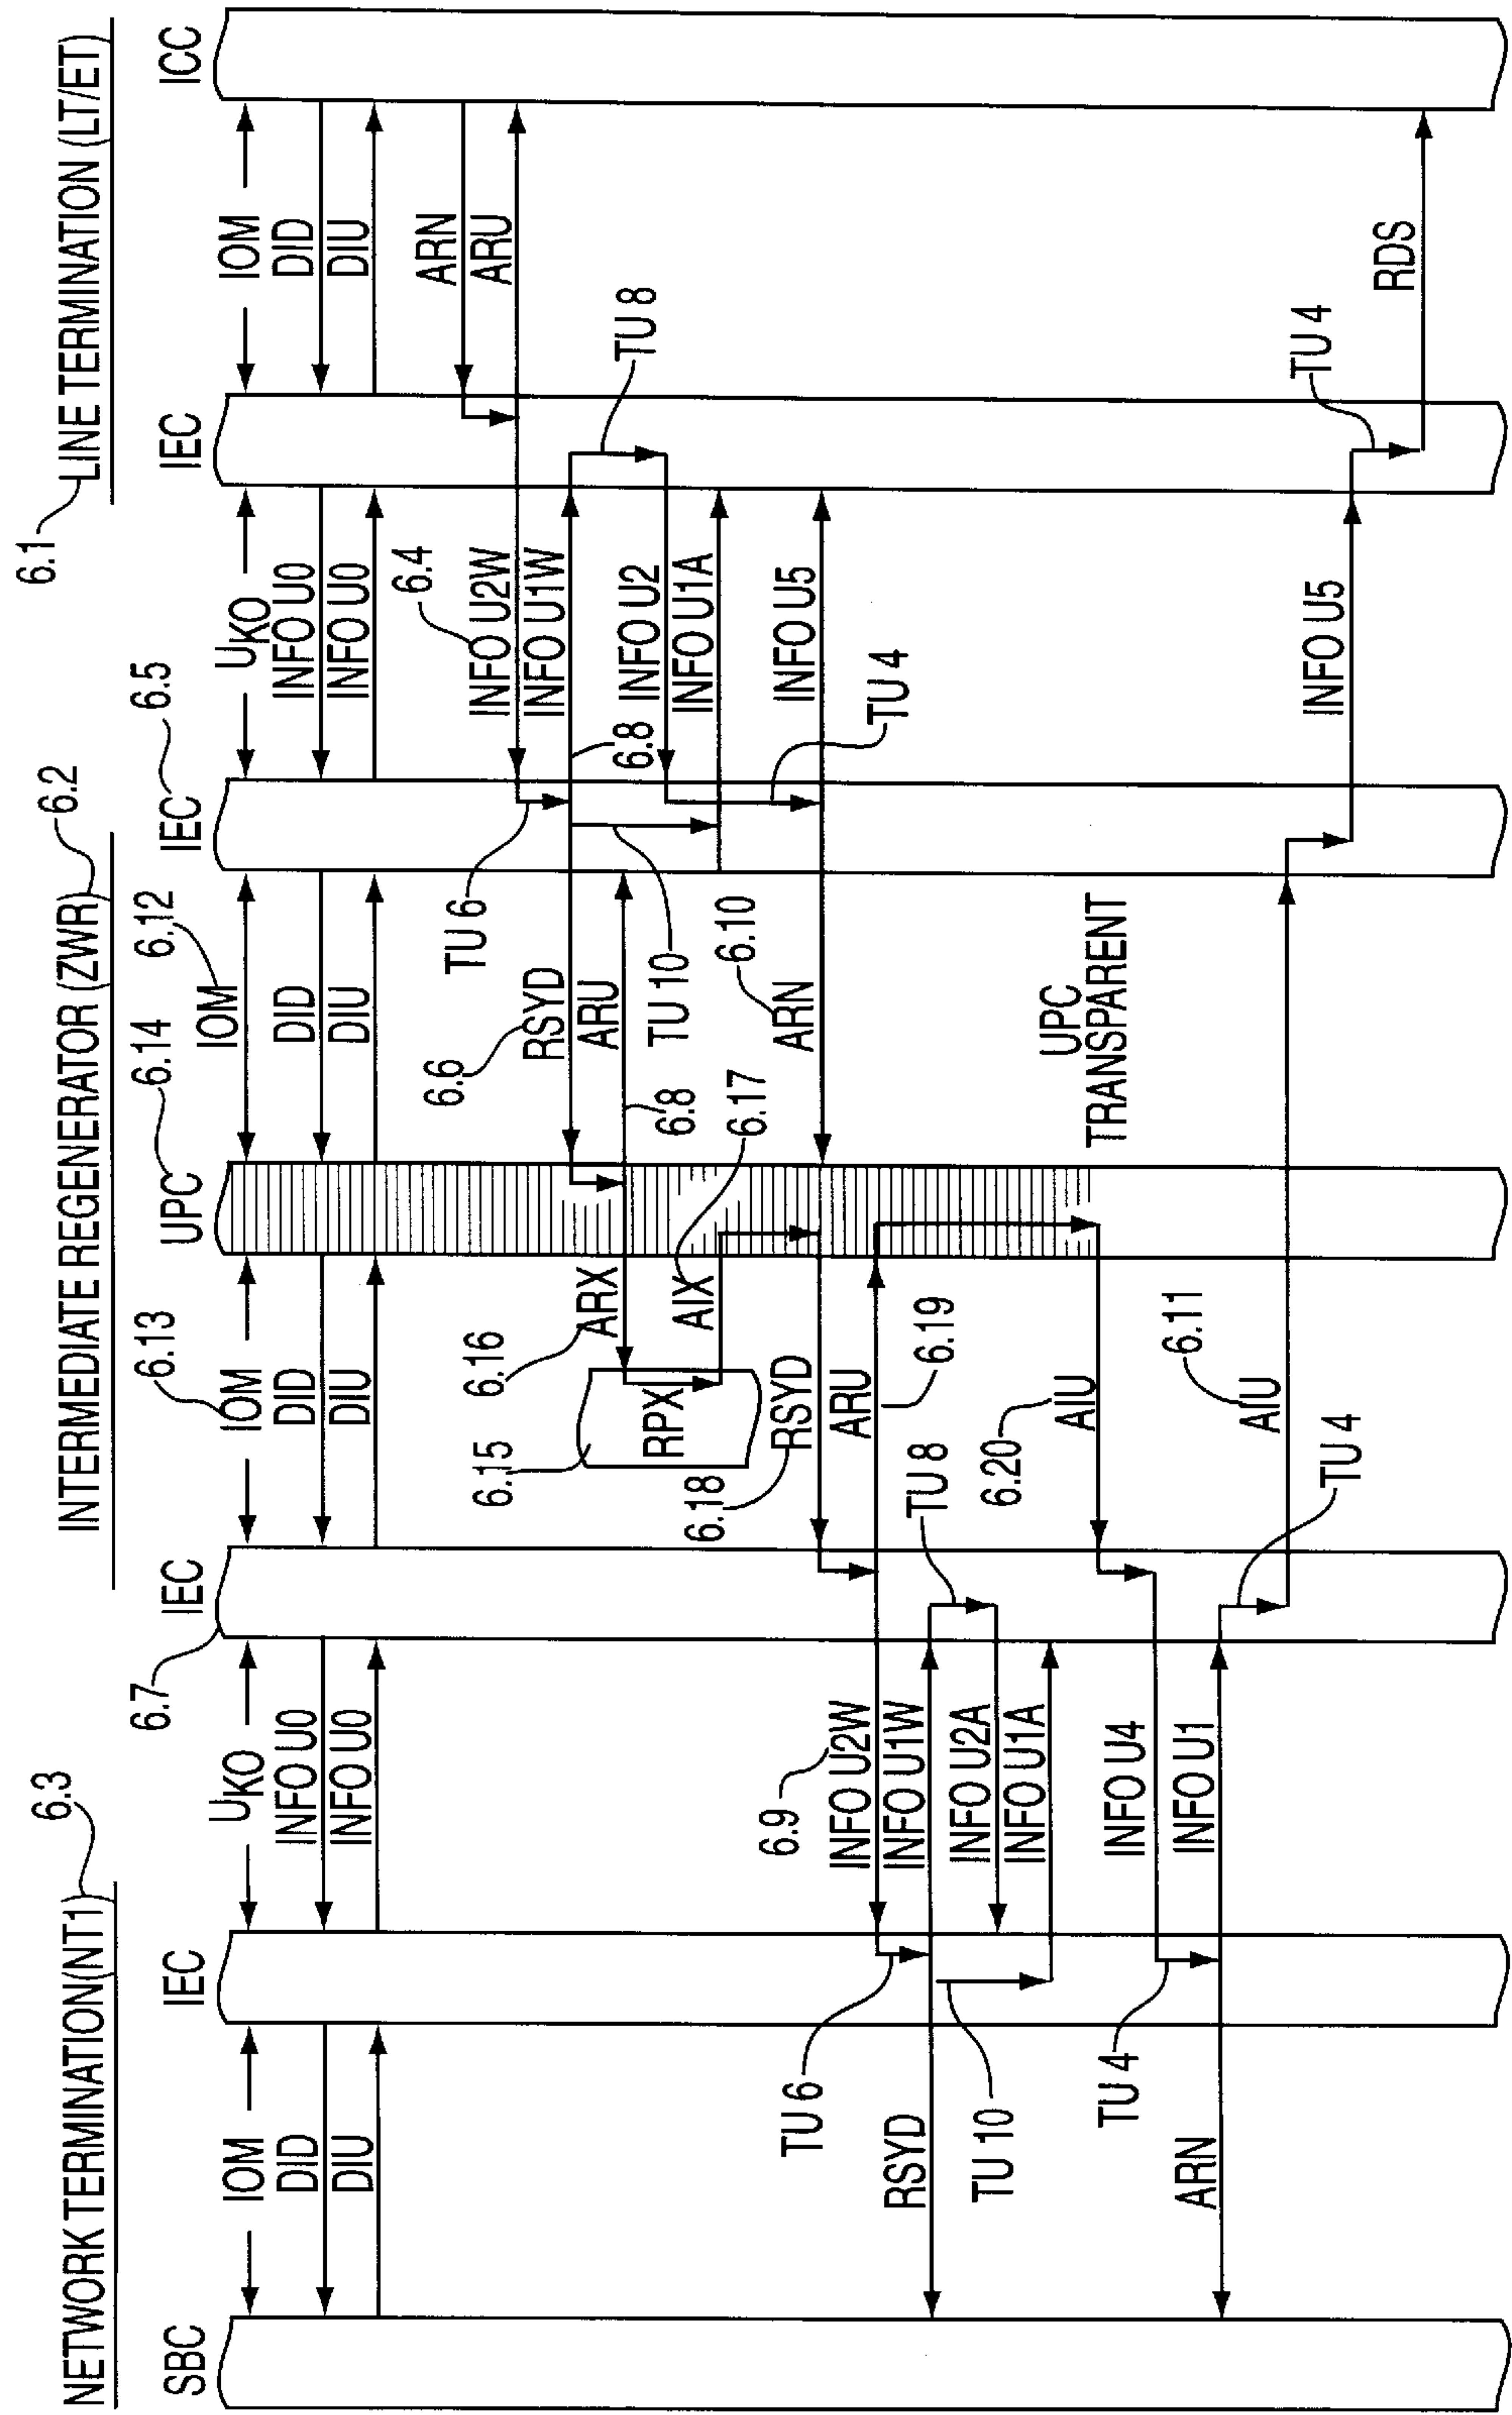 NETWORK TERMINATION(NT1) 6.3
INTERMEDIATE REGENERATOR (ZWR) 6.2
6.1 LINE TERMINATION (LT/ET)
SBC
IEC
6.7
IEC
UPC
6.14
IEC
6.5
IEC
ICC
IOM
UKO
6.13
IOM
IOM
6.12
UKO
IOM
DID
INFO U0
DID
DID
INFO U0
DID
DIU
INFO U0
DIU
DIU
INFO U0
DIU
ARN
ARU
6.4
INFO U2W
INFO U1W
TU 6
6.6
RSYD
ARU
6.8
TU 8
6.16
ARX
6.8
TU 10
INFO U2
INFO U1A
6.15
RPX
AIX
6.17
6.18
RSYD
ARU
6.19
6.10
ARN
INFO U5
TU 4
6.9
INFO U2W
INFO U1W
TU 6
RSYD
TU 8
TU 10
INFO U2A
INFO U1A
6.20
AIU
UPC
TRANSPARENT
TU 4
INFO U4
INFO U1
ARN
6.11
AIU
TU 4
INFO U5
TU 4
RDS